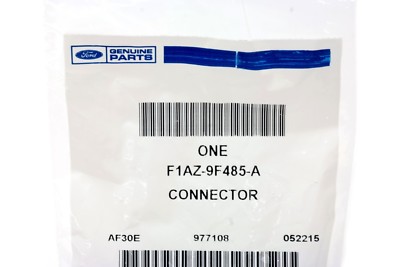 Ford
GENUINE
PARTS
ONE
F1AZ-9F485-A
CONNECTOR
AF30E 977108 052215